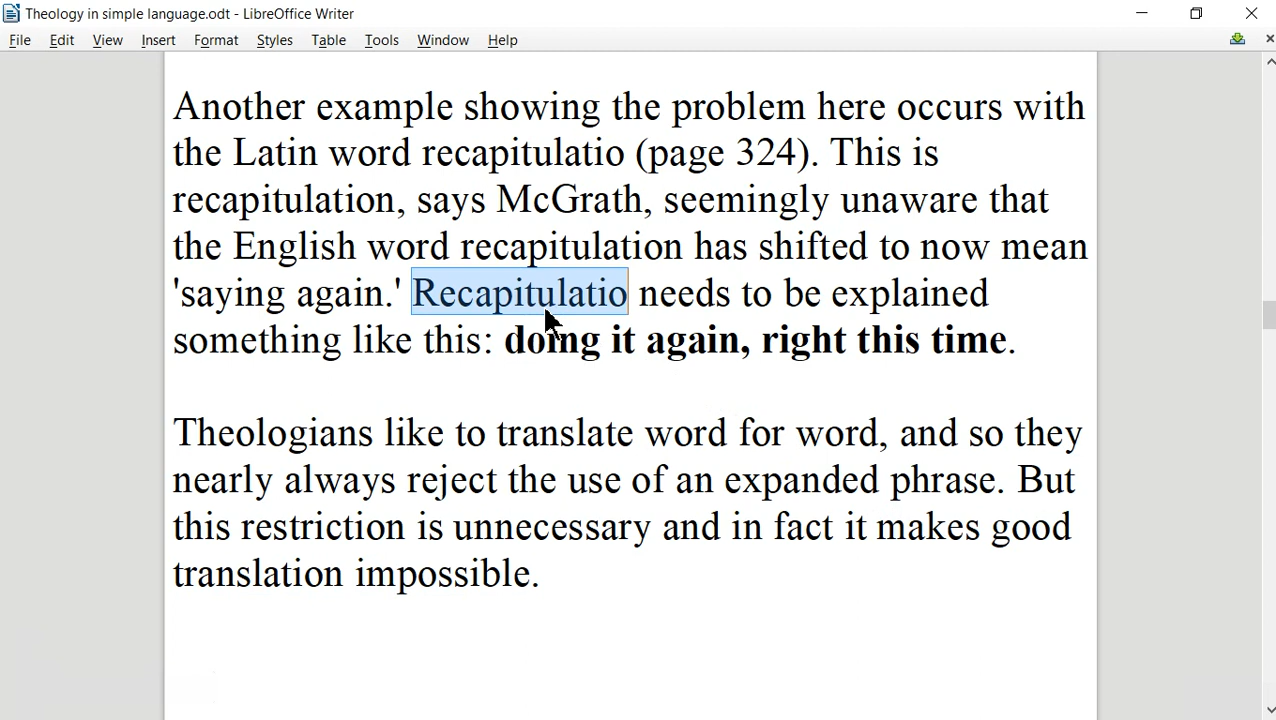 Theology in simple language.odt - LibreOffice Writer
File Edit View Insert Format Styles Table Tools Window Help
Another example showing the problem here occurs with
the Latin word recapitulatio (page 324). This is
recapitulation, says McGrath, seemingly unaware that
the English word recapitulation has shifted to now mean
'saying again.' Recapitulatio needs to be explained
something like this: doing it again, right this time.
Theologians like to translate word for word, and so they
nearly always reject the use of an expanded phrase. But
this restriction is unnecessary and in fact it makes good
translation impossible.